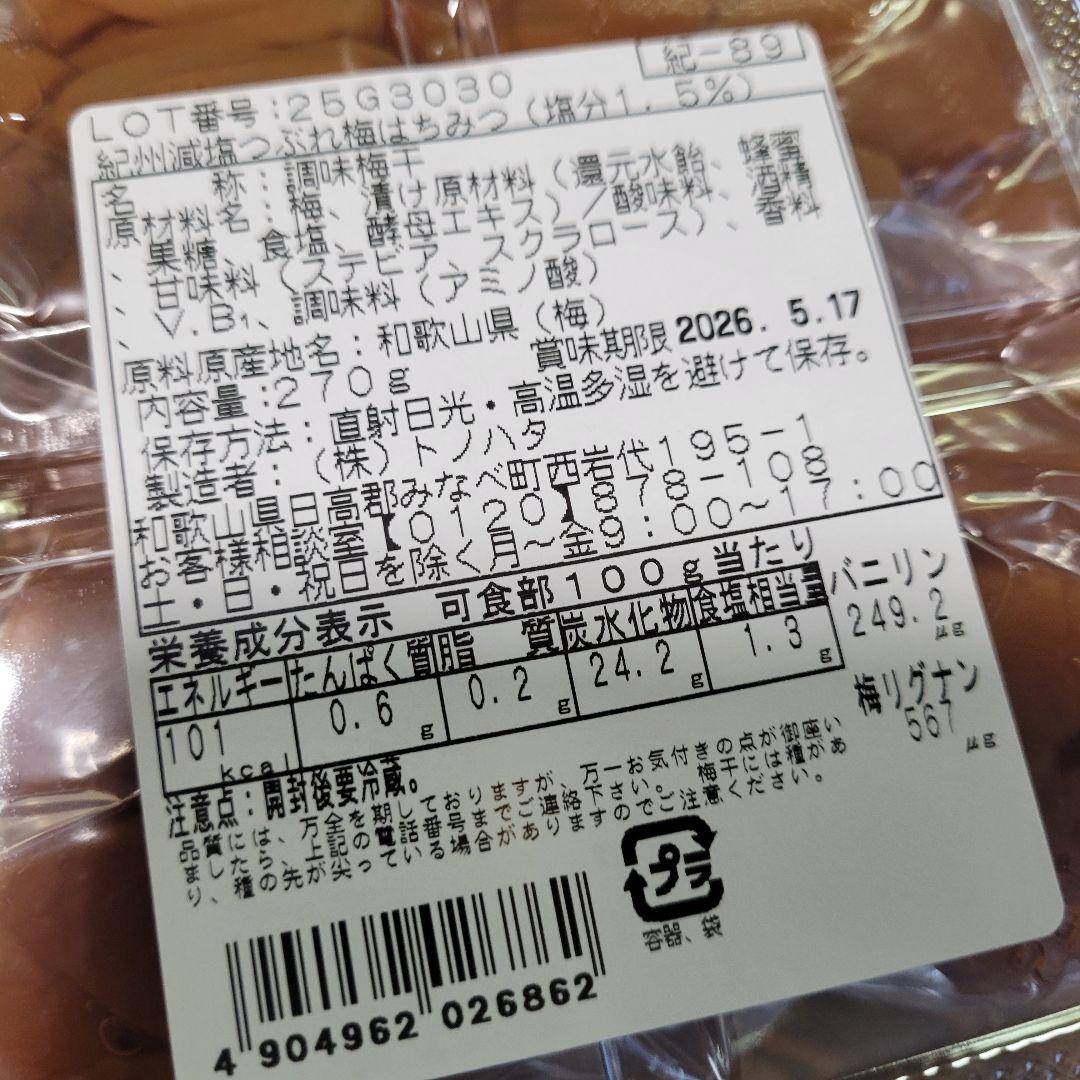 紀-89
LOT番号:25G3030
紀州減塩つぶれ梅はちみつ(塩分1.5%)
名称:調味梅干
原材料名:梅、漬け原材料(還元水飴、蜂蜜
、果糖、食塩、酵母エキス)/酸味料、酒精
、甘味料(ステビア、スクラロース)、香料
、V.B₁、調味料(アミノ酸)
原料原産地名:和歌山県(梅)
内容量:270g 賞味期限 2026. 5.17
保存方法:直射日光・高温多湿を避けて保存。
製造者:(株)トノハタ
和歌山県日高郡みなべ町西岩代195-1
お客様相談室【0120】878-108
土・日・祝日を除く月~金9:00~17:00
栄養成分表示 可食部100g当たり
エネルギー たんぱく質 脂質 炭水化物 食塩相当量
101kcal 0.6g 0.2g 24.2g 1.3g
バニリン
249.2μg
梅リグナン
567μg
注意点:開封後要冷蔵。
品質には、万全を期しておりますが、万一お気付きの点が御座い
ましたら、上記の電話番号までご連絡下さい。梅干には種があ
り、種の先が尖っている場合がありますのでご注意ください。
プラ
容器、袋
4 904962 026862